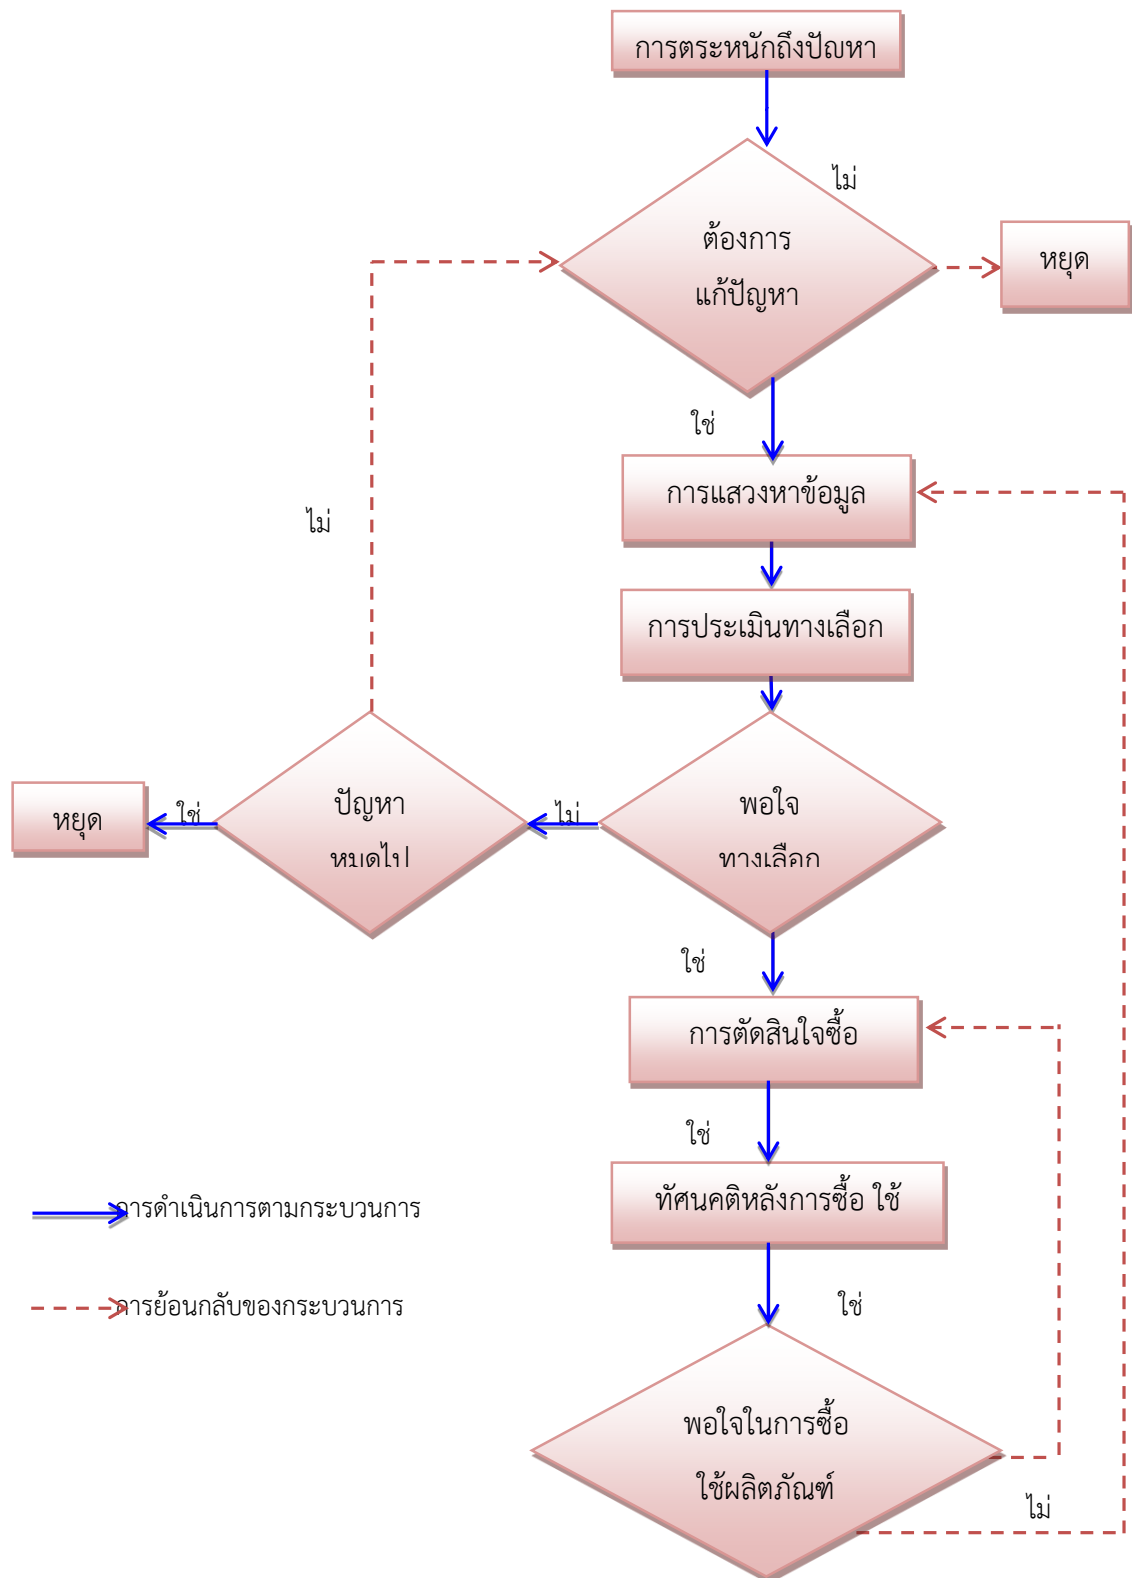 การตระหนักถึงปัญหา
ไม่
ต้องการ
แก้ปัญหา
หยุด
ใช่
การแสวงหาข้อมูล
ไม่
การประเมินทางเลือก
หยุด
ใช่
ปัญหา
หมดไป
ไม่
พอใจ
ทางเลือก
ใช่
การตัดสินใจซื้อ
ใช่
ทัศนคติหลังการซื้อ ใช้
การดำเนินการตามกระบวนการ
การย้อนกลับของกระบวนการ
ใช่
พอใจในการซื้อ
ใช้ผลิตภัณฑ์
ไม่